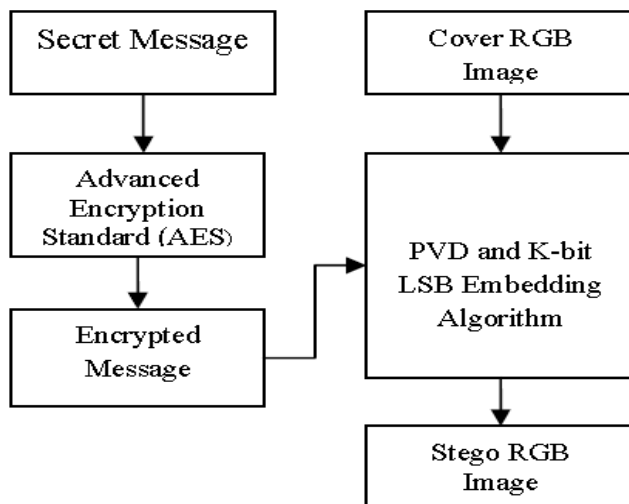 Secret Message
Cover RGB
Image
Advanced
Encryption
Standard (AES)
PVD and K-bit
LSB Embedding
Algorithm
Encrypted
Message
Stego RGB
Image